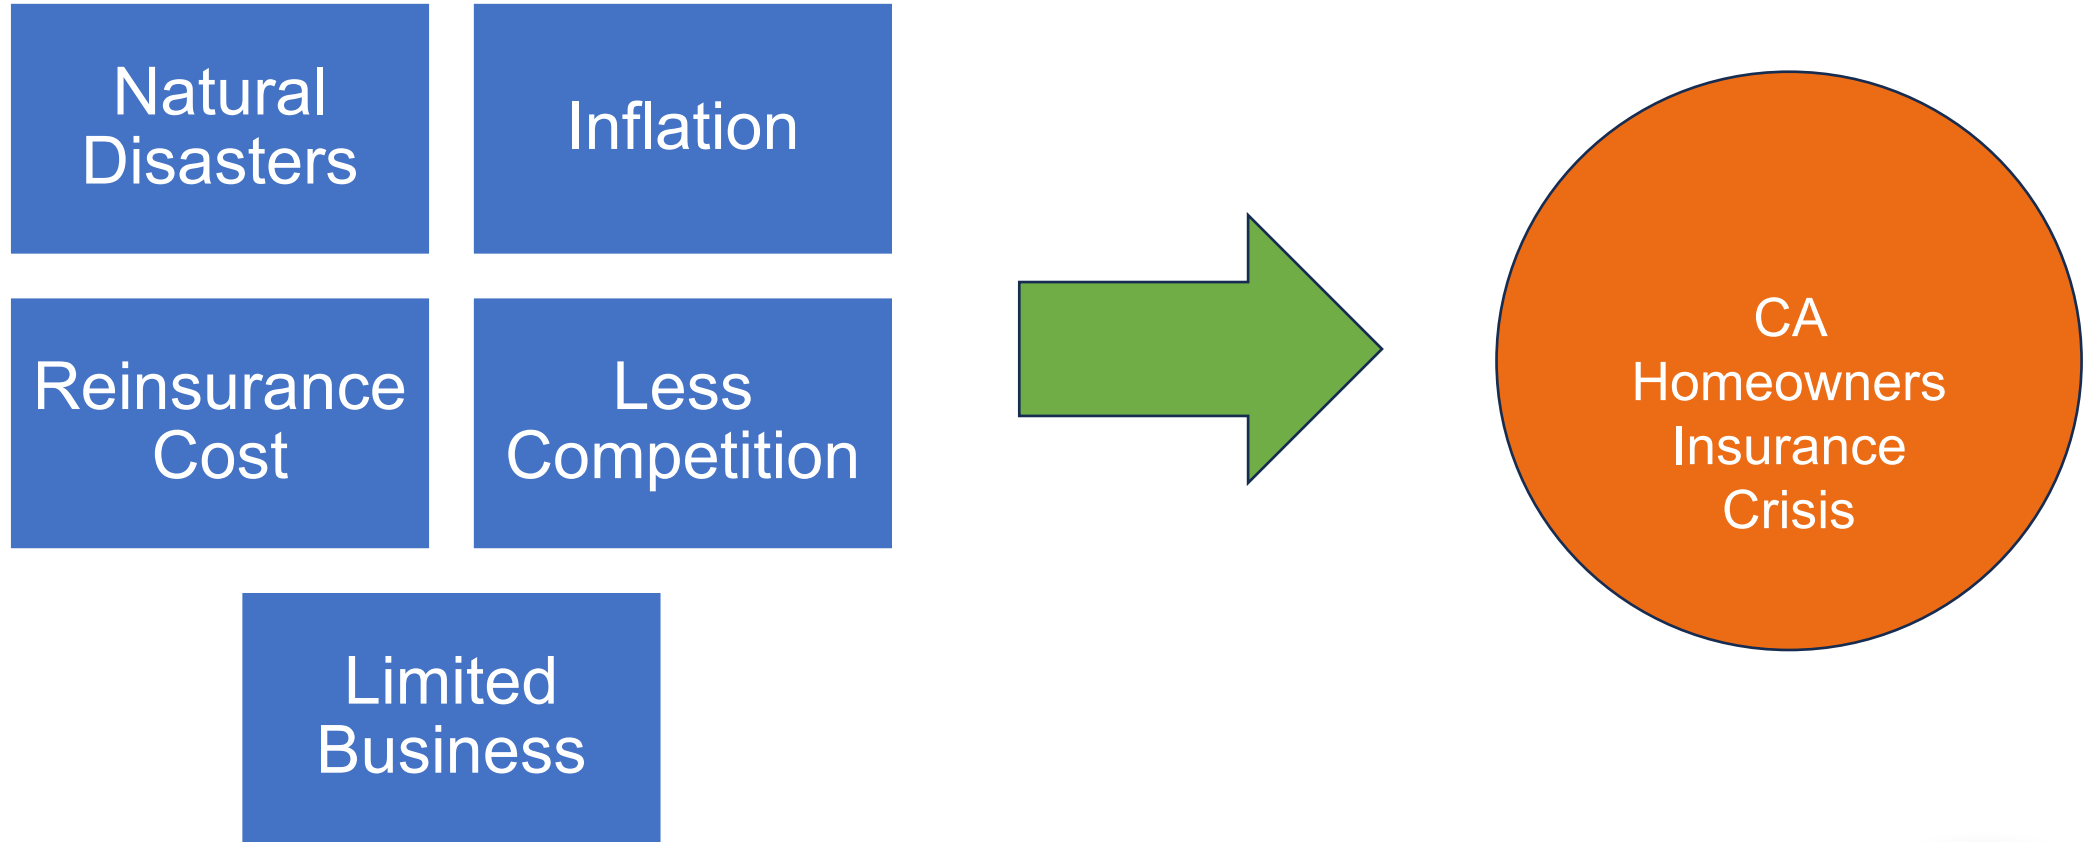 Natural
Disasters
Inflation
Reinsurance
Cost
Less
Competition
Limited
Business
CA
Homeowners
Insurance
Crisis